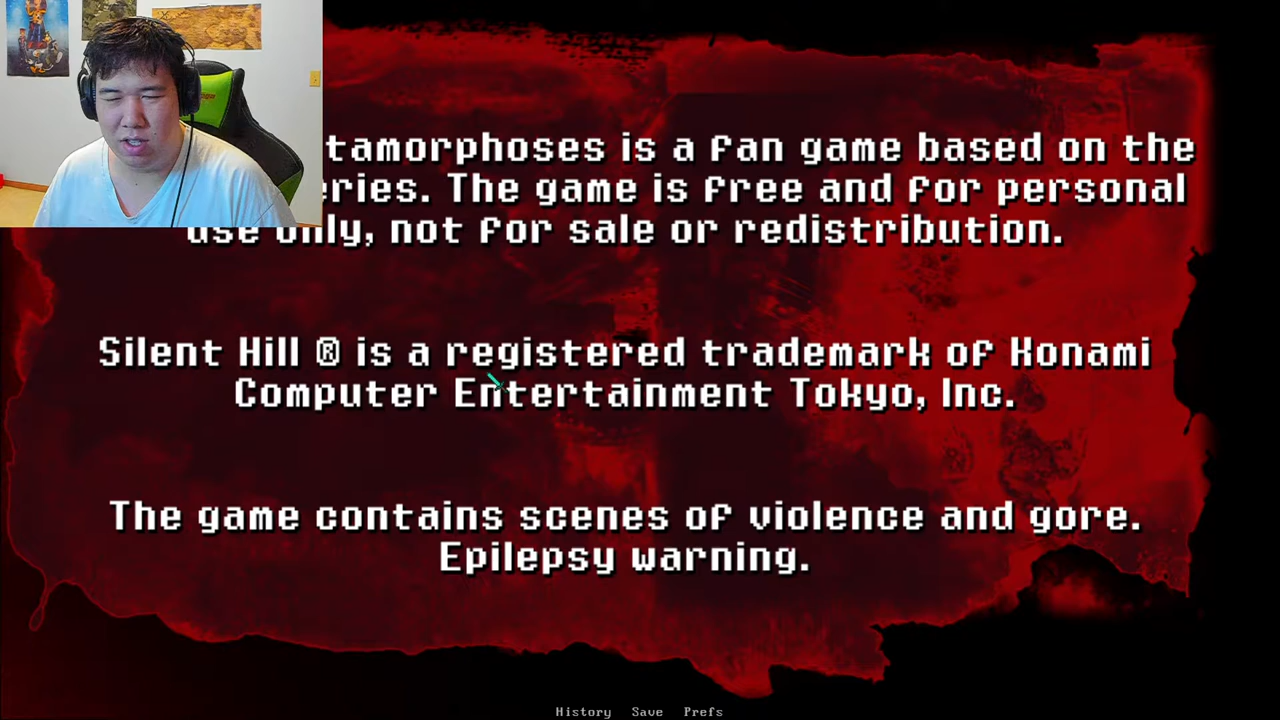 tamorphoses is a fan game based on the
eries. The game is free and for personal
use only, not for sale or redistribution.
Silent Hill ® is a registered trademark of Konami
Computer Entertainment Tokyo, Inc.
The game contains scenes of violence and gore.
Epilepsy warning.
History Save Prefs